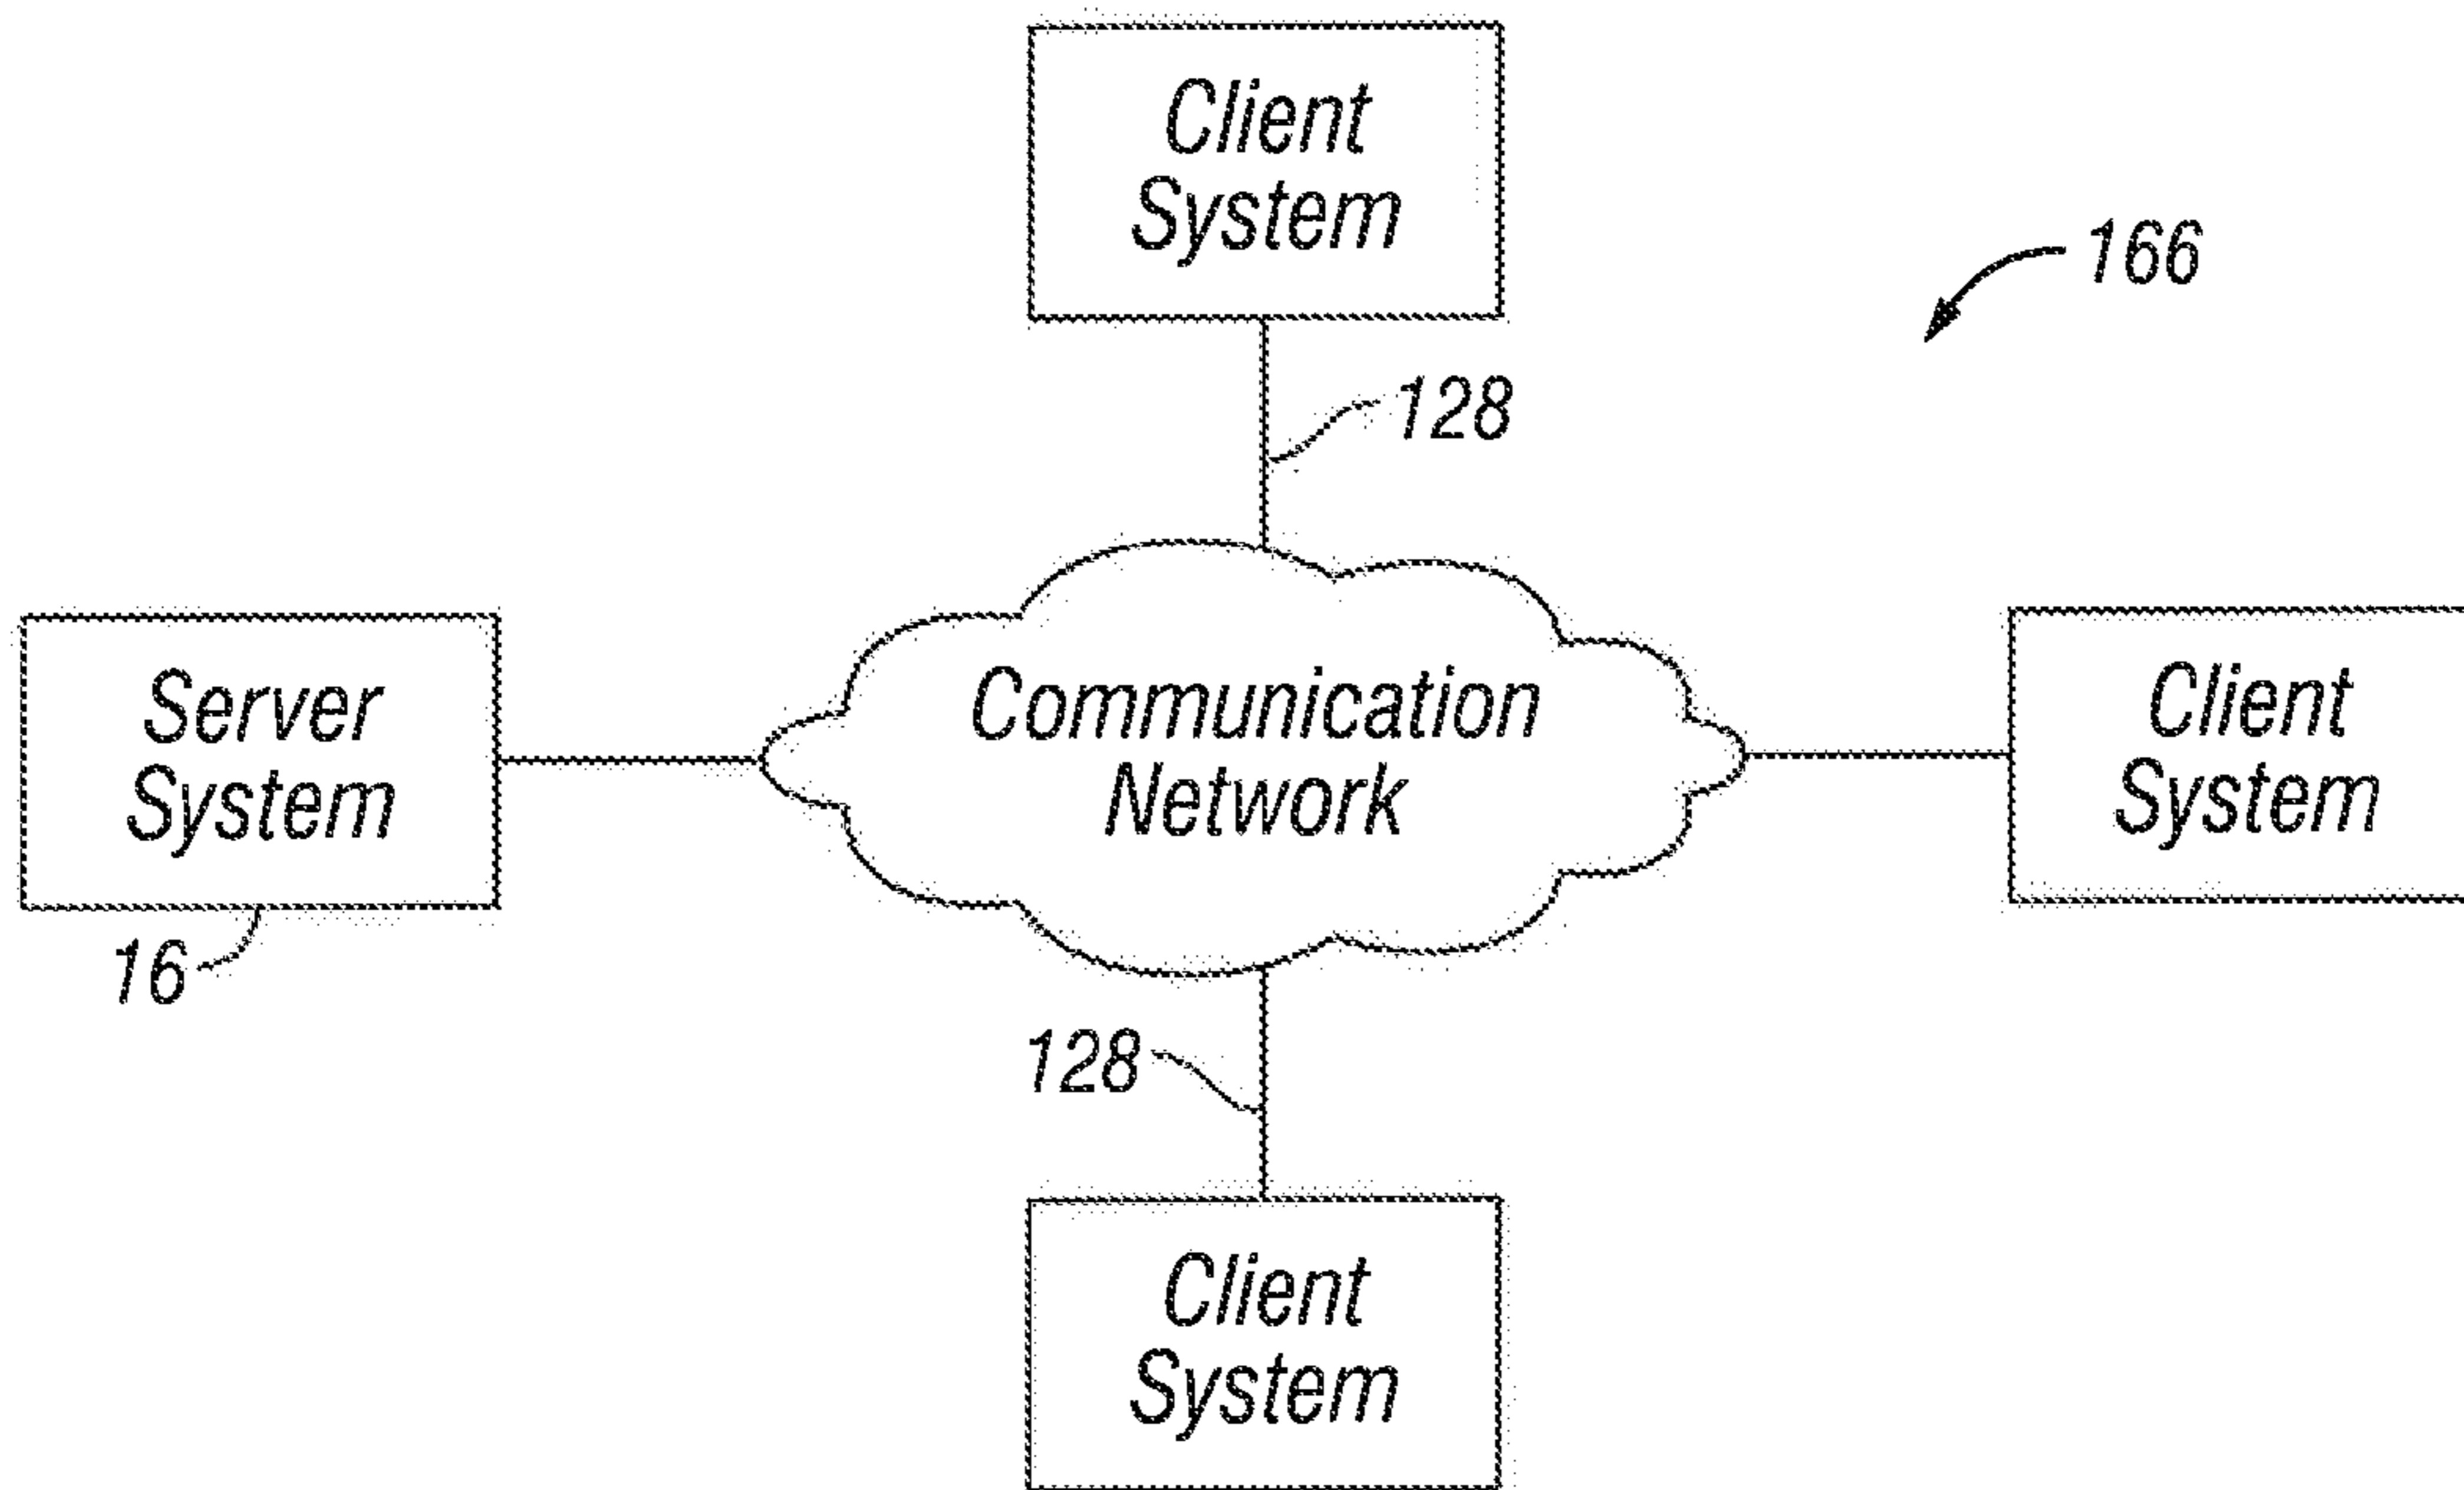 Client
System
166
128
Server
System
Communication
Network
Client
System
16
128
Client
System